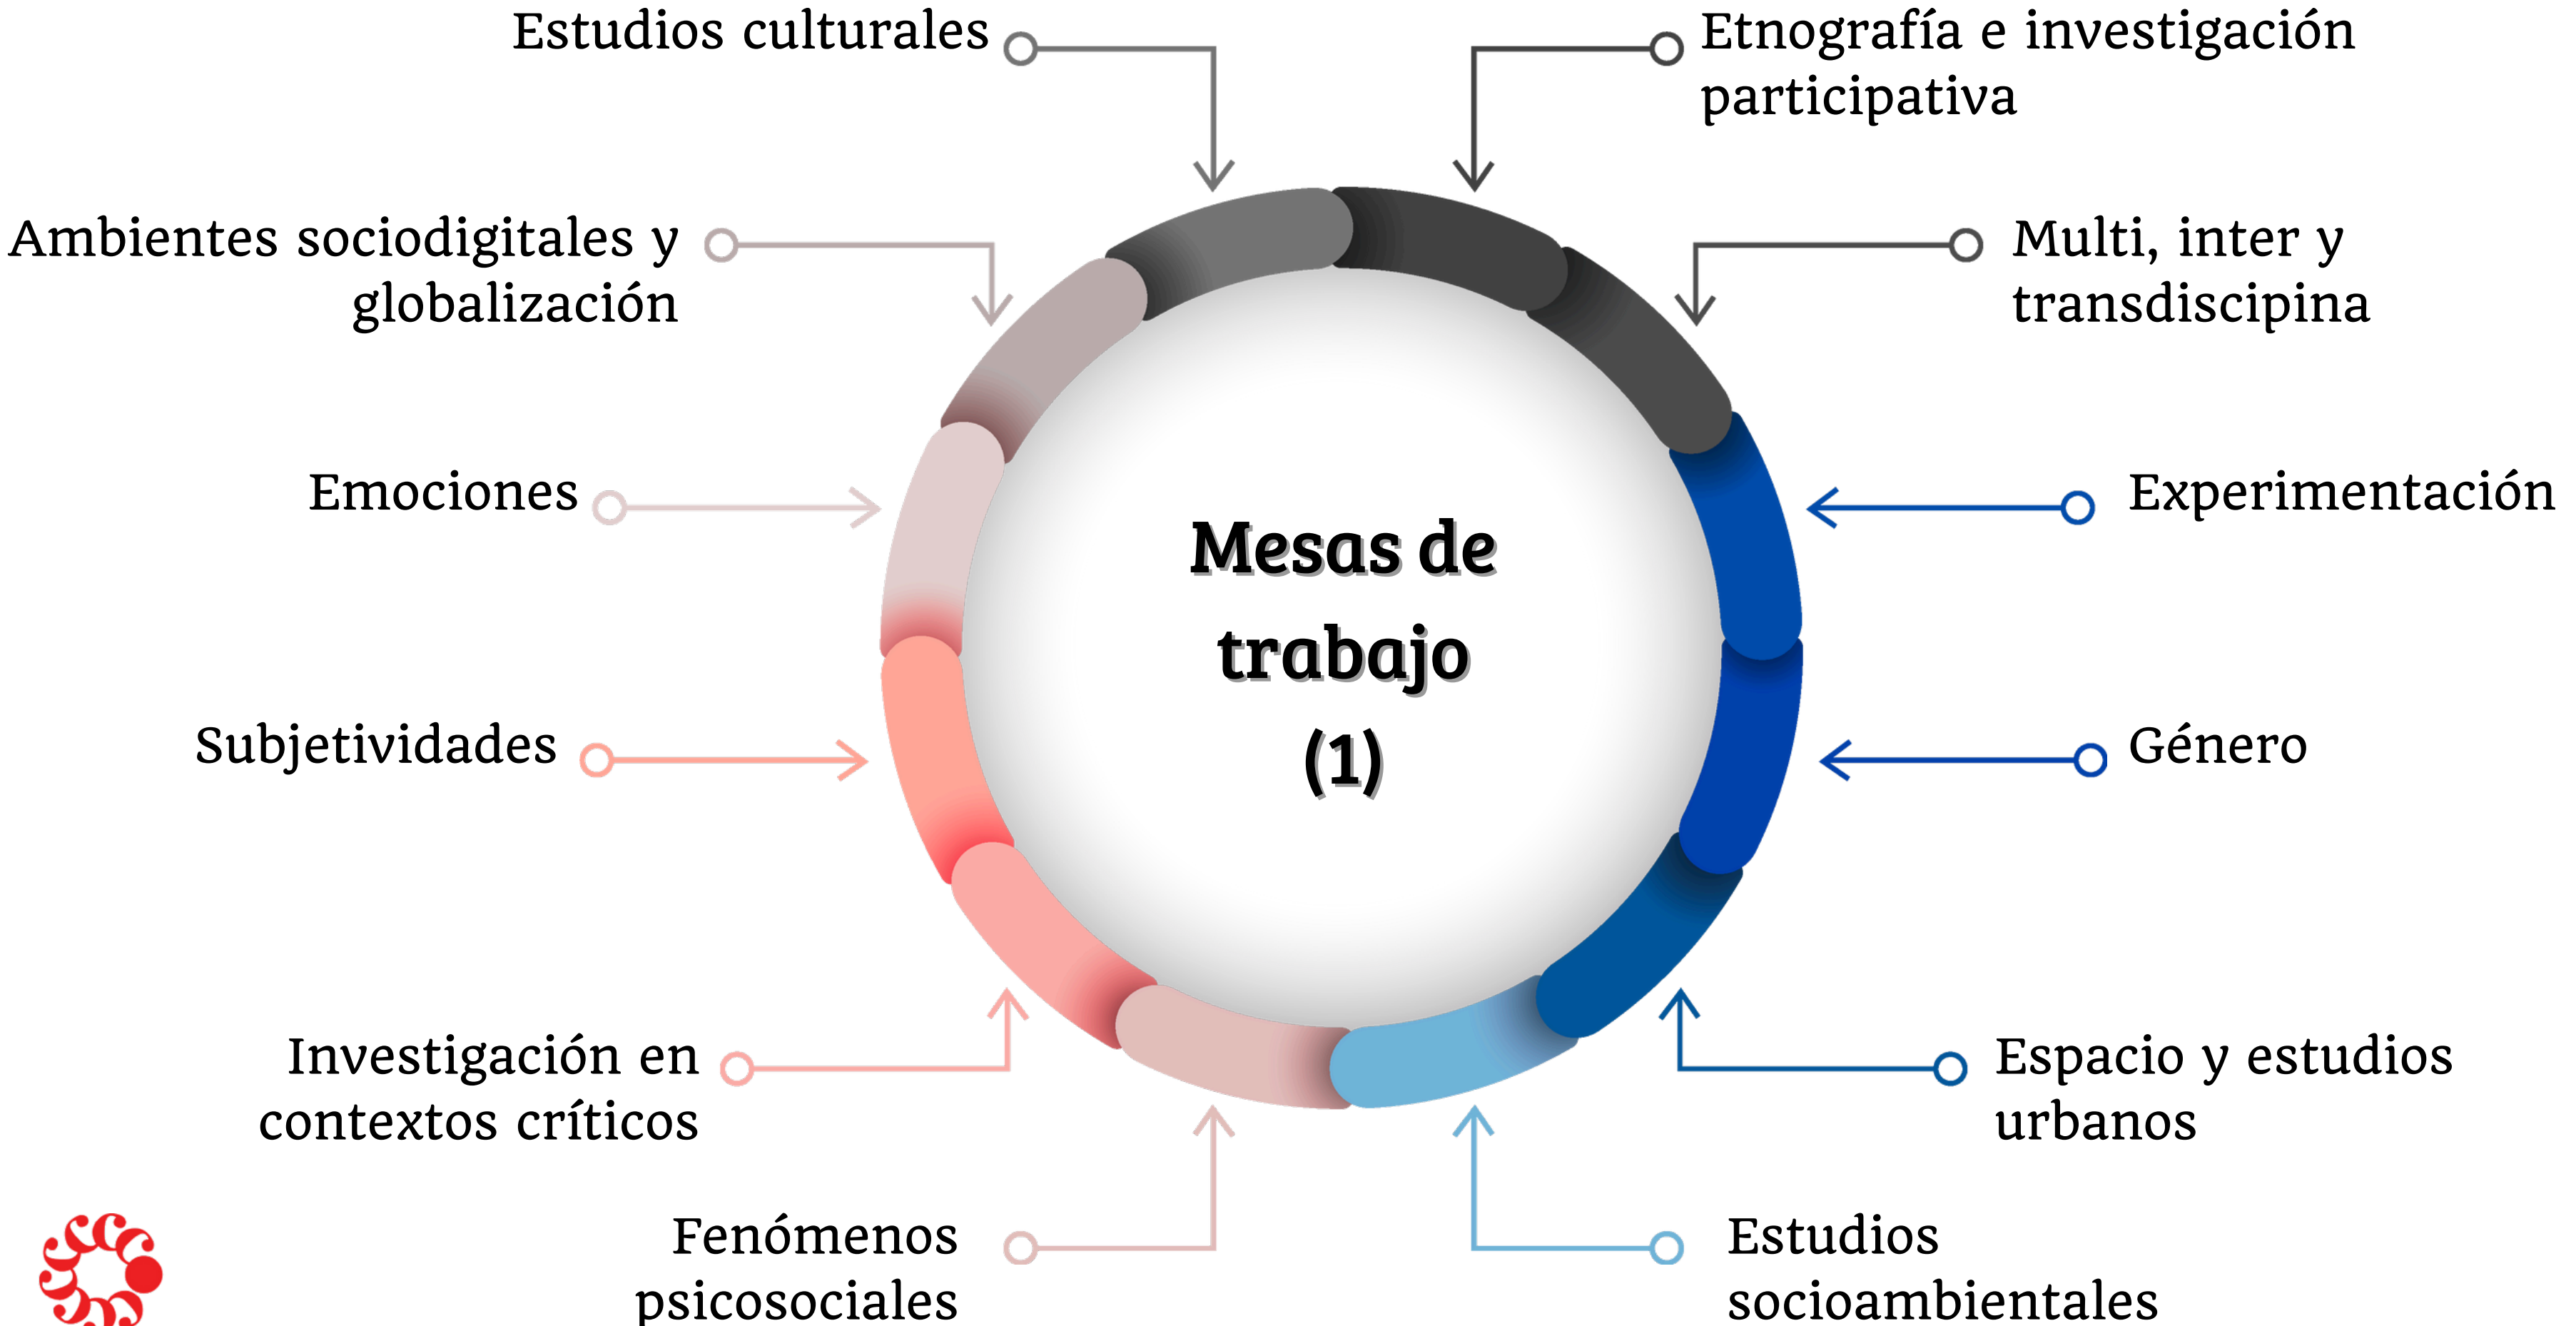 Estudios culturales
Etnografía e investigación
participativa
Ambientes sociodigitales y
globalización
Multi, inter y
transdiscipina
Emociones
Experimentación
Mesas de
trabajo
(1)
Subjetividades
Género
Investigación en
contextos críticos
Espacio y estudios
urbanos
Fenómenos
psicosociales
Estudios
socioambientales